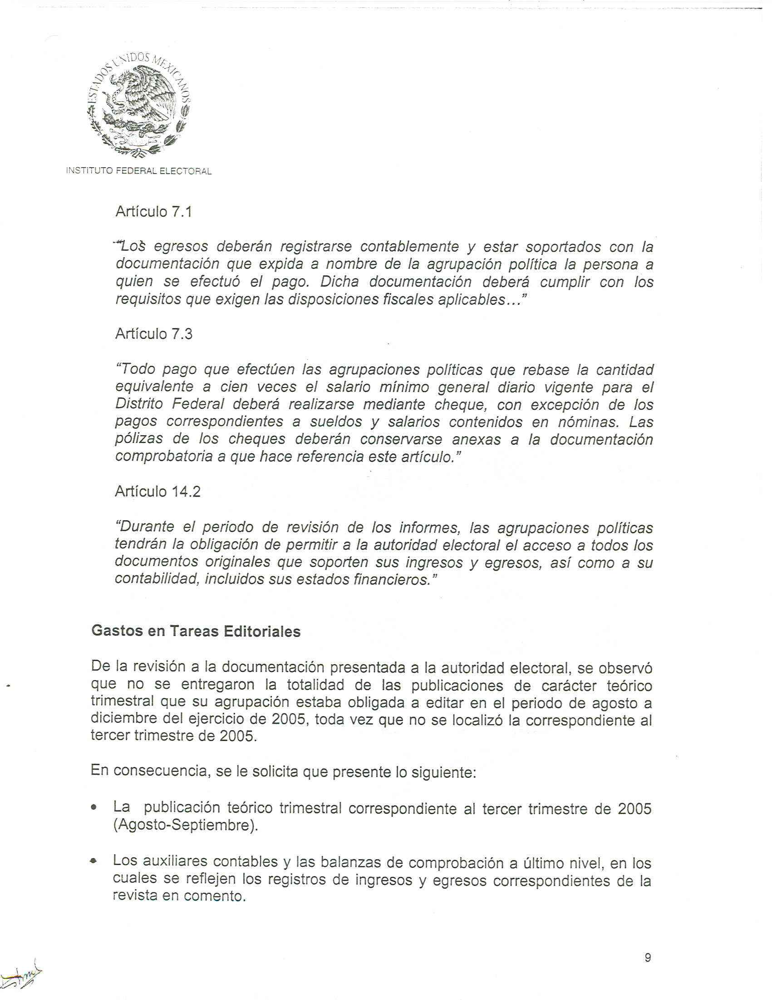 ESTADOS UNIDOS MEXICANOS
INSTITUTO FEDERAL ELECTORAL
Artículo 7.1
“Los egresos deberán registrarse contablemente y estar soportados con la
documentación que expida a nombre de la agrupación política la persona a
quien se efectuó el pago. Dicha documentación deberá cumplir con los
requisitos que exigen las disposiciones fiscales aplicables...”
Artículo 7.3
“Todo pago que efectúen las agrupaciones políticas que rebase la cantidad
equivalente a cien veces el salario mínimo general diario vigente para el
Distrito Federal deberá realizarse mediante cheque, con excepción de los
pagos correspondientes a sueldos y salarios contenidos en nóminas. Las
pólizas de los cheques deberán conservarse anexas a la documentación
comprobatoria a que hace referencia este artículo.”
Artículo 14.2
“Durante el periodo de revisión de los informes, las agrupaciones políticas
tendrán la obligación de permitir a la autoridad electoral el acceso a todos los
documentos originales que soporten sus ingresos y egresos, así como a su
contabilidad, incluidos sus estados financieros.”
Gastos en Tareas Editoriales
De la revisión a la documentación presentada a la autoridad electoral, se observó
que no se entregaron la totalidad de las publicaciones de carácter teórico
trimestral que su agrupación estaba obligada a editar en el periodo de agosto a
diciembre del ejercicio de 2005, toda vez que no se localizó la correspondiente al
tercer trimestre de 2005.
En consecuencia, se le solicita que presente lo siguiente:
• La publicación teórico trimestral correspondiente al tercer trimestre de 2005
(Agosto-Septiembre).
• Los auxiliares contables y las balanzas de comprobación a último nivel, en los
cuales se reflejen los registros de ingresos y egresos correspondientes de la
revista en comento.
9